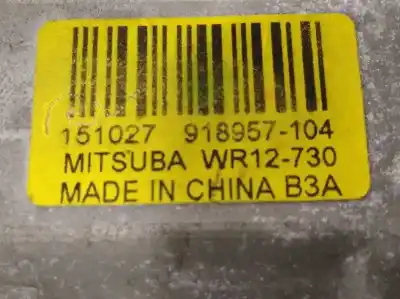 151027 918957-104
MITSUBA WR12-730
MADE IN CHINA B3A